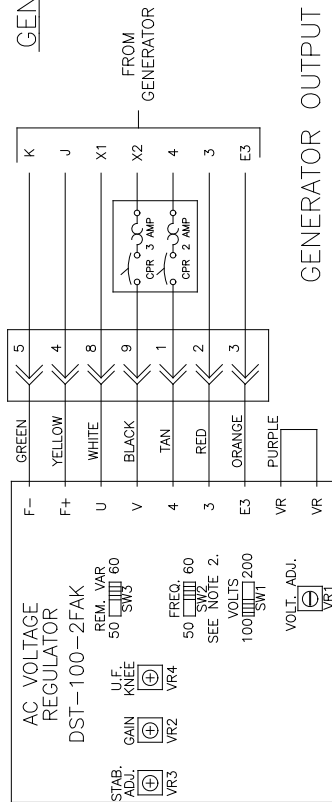 GEN
AC VOLTAGE
REGULATOR
DST-100-2FAK
STAB.
ADJ.
VR3
GAIN
VR2
U.F.
KNEE
VR4
REM. VAR
50 60
SW3
FREQ.
50 60
SW2
SEE NOTE 2.
VOLTS
100 200
SW1
VOLT. ADJ.
VR1
F- GREEN 5 K
F+ YELLOW 4 J
U WHITE 8 X1
V BLACK 9 CPR 3 AMP X2
4 TAN 1 CPR 2 AMP 4
3 RED 2 3
E3 ORANGE 3 E3
VR PURPLE
VR
FROM
GENERATOR
GENERATOR OUTPUT